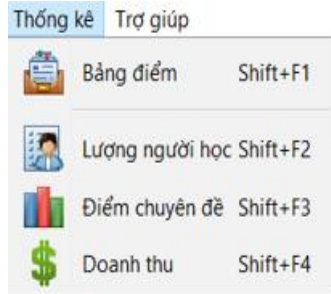 Thống kê Trợ giúp
Bảng điểm Shift+F1
Lượng người học Shift+F2
Điểm chuyên đề Shift+F3
Doanh thu Shift+F4